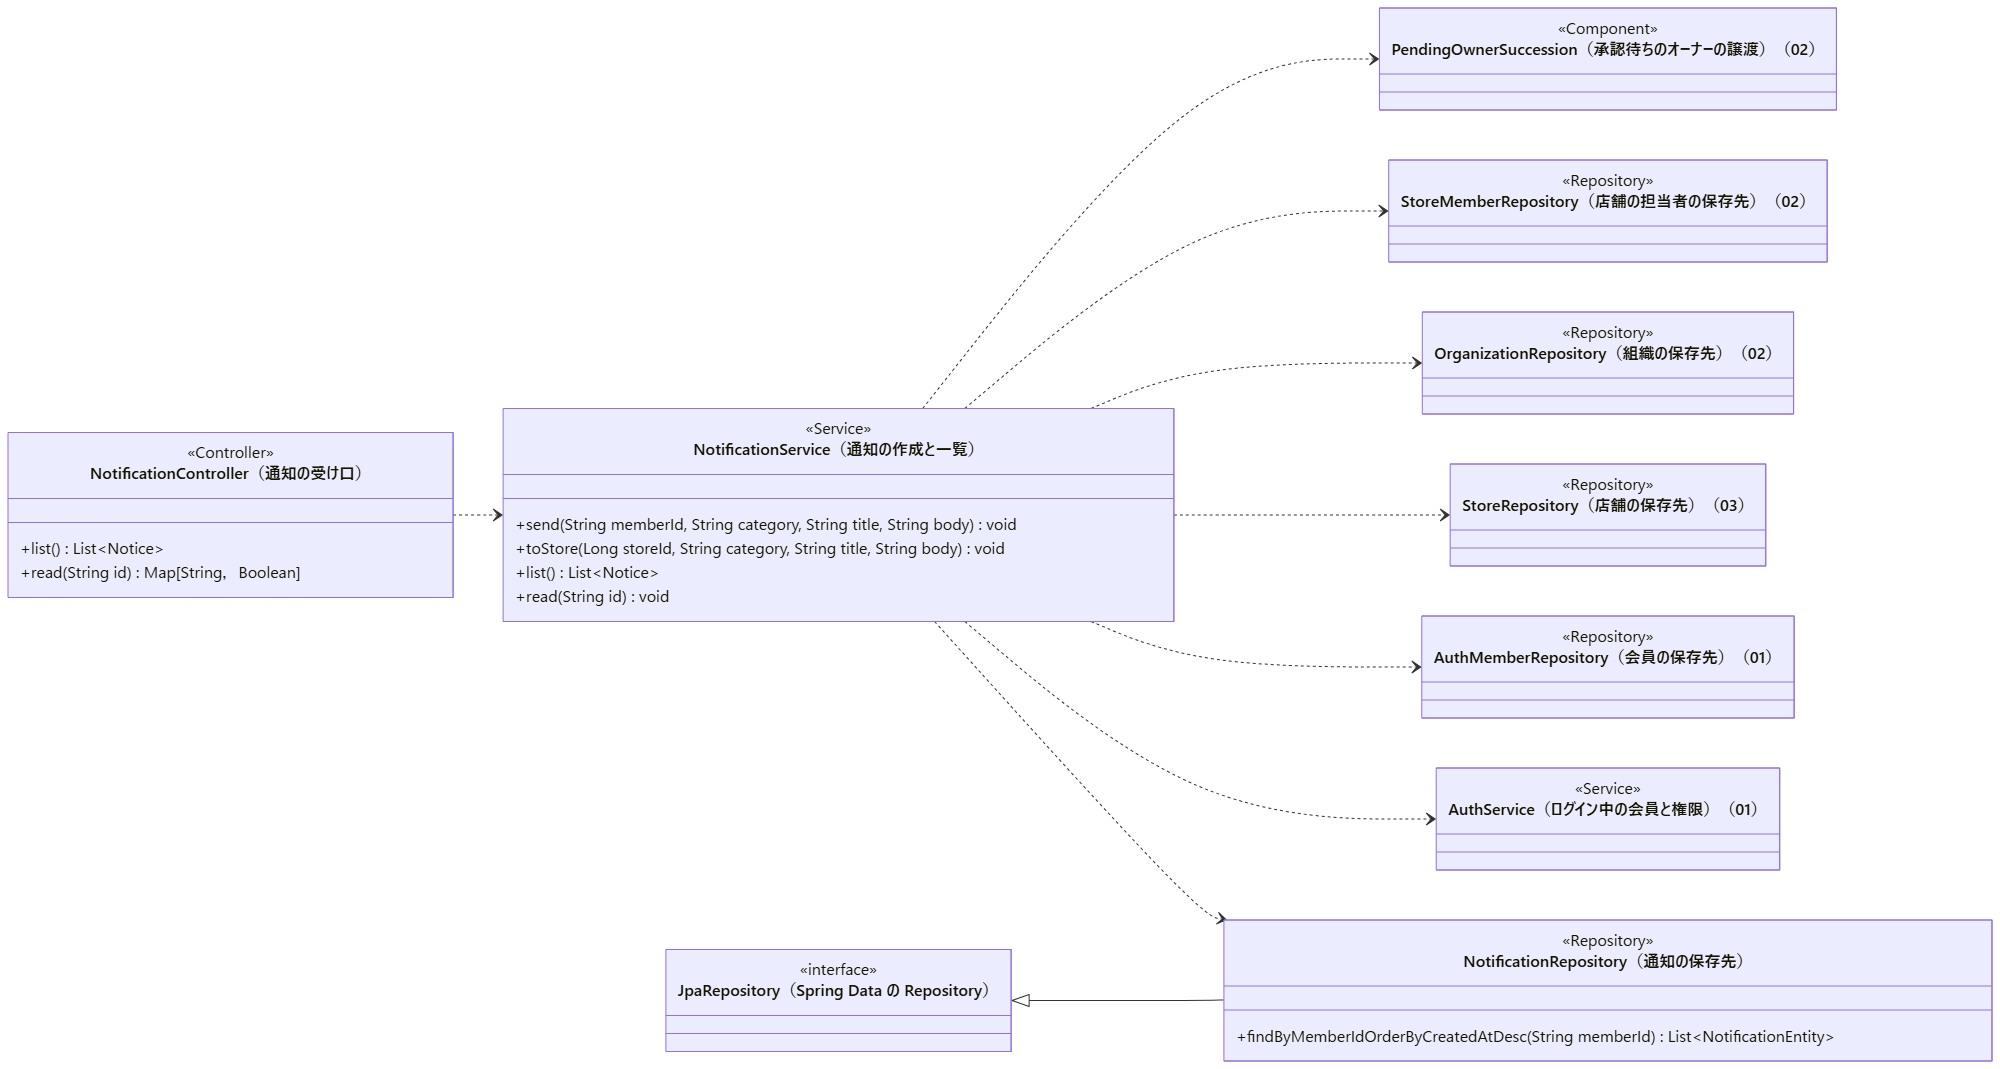 «Component»
PendingOwnerSuccession（承認待ちのオーナーの譲渡）（02）
«Repository»
StoreMemberRepository（店舗の担当者の保存先）（02）
«Repository»
OrganizationRepository（組織の保存先）（02）
«Controller»
NotificationController（通知の受け口）
+list() : List<Notice>
+read(String id) : Map[String, Boolean]
«Service»
NotificationService（通知の作成と一覧）
+send(String memberId, String category, String title, String body) : void
+toStore(Long storeId, String category, String title, String body) : void
+list() : List<Notice>
+read(String id) : void
«Repository»
StoreRepository（店舗の保存先）（03）
«Repository»
AuthMemberRepository（会員の保存先）（01）
«Service»
AuthService（ログイン中の会員と権限）（01）
«interface»
JpaRepository（Spring Data の Repository）
«Repository»
NotificationRepository（通知の保存先）
+findByMemberIdOrderByCreatedAtDesc(String memberId) : List<NotificationEntity>